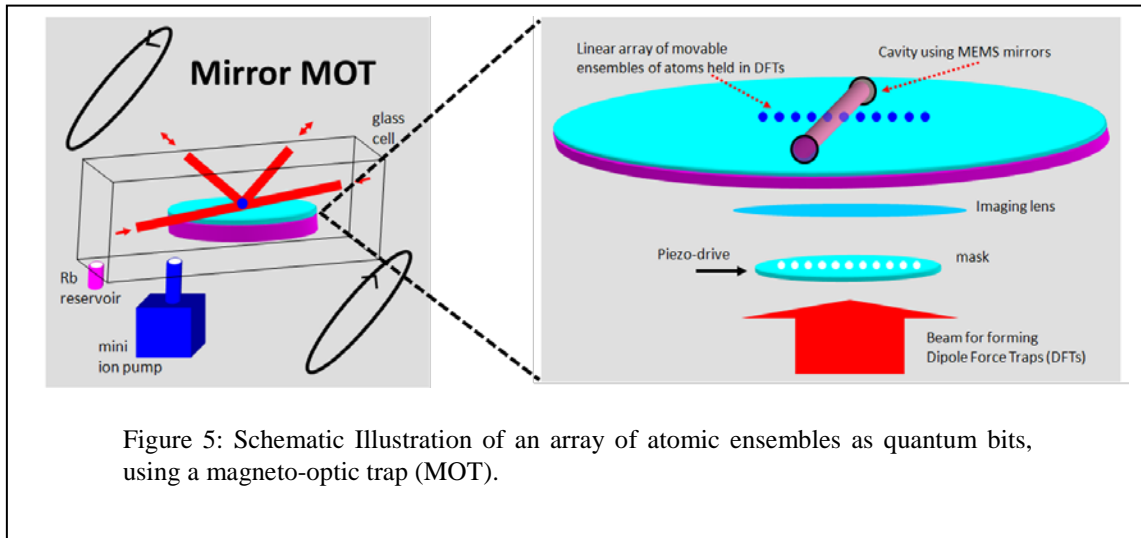 Mirror MOT
glass
cell
Rb
reservoir
mini
ion pump
Linear array of movable
ensembles of atoms held in DFTs
Cavity using MEMS mirrors
Imaging lens
Piezo-drive
mask
Beam for forming
Dipole Force Traps (DFTs)
Figure 5: Schematic Illustration of an array of atomic ensembles as quantum bits,
using a magneto-optic trap (MOT).